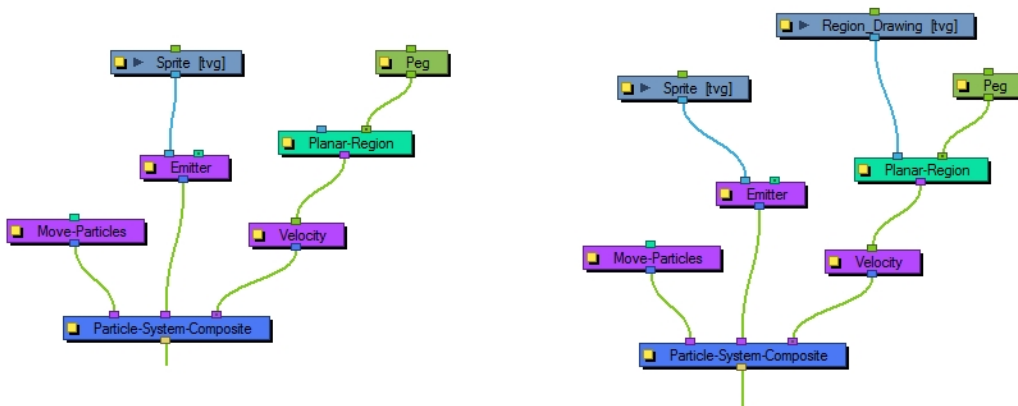 Sprite [tvg]
Peg
Planar-Region
Emitter
Move-Particles
Velocity
Particle-System-Composite
Region_Drawing [tvg]
Sprite [tvg]
Peg
Planar-Region
Emitter
Move-Particles
Velocity
Particle-System-Composite